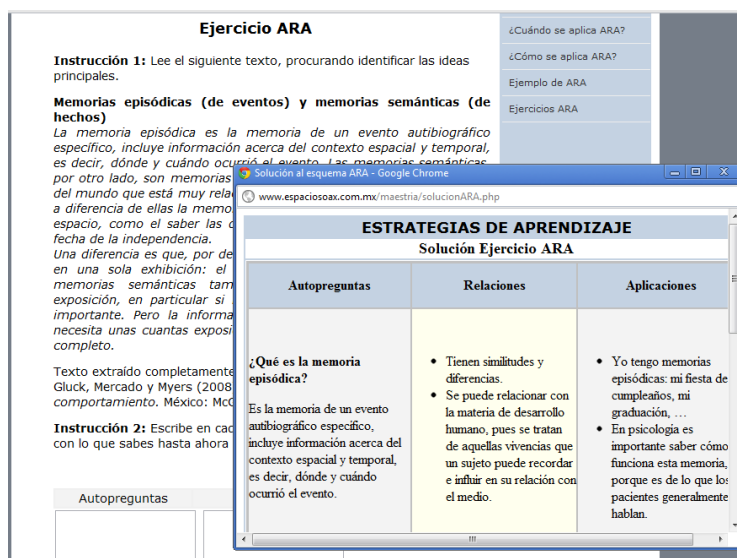 Ejercicio ARA
Instrucción 1: Lee el siguiente texto, procurando identificar las ideas
principales.
Memorias episódicas (de eventos) y memorias semánticas (de
hechos)
La memoria episódica es la memoria de un evento autibiográfico
específico, incluye información acerca del contexto espacial y temporal,
es decir, dónde y cuándo ocurrió el evento. Las memorias semánticas,
por otro lado, son memorias
del mundo que está muy
a diferencia de ellas la
espacio, como el saber las
fecha de la independencia.
Una diferencia es que, por
en una sola exhibición: el
memorias semánticas
exposición, en particular si
importante. Pero la
necesita unas cuantas
completo.
Texto extraído completamente
Gluck, Mercado y Myers (2008
comportamiento. México:
Instrucción 2: Escribe en
con lo que sabes hasta ahora
Autopreguntas
¿Cuándo se aplica ARA?
¿Cómo se aplica ARA?
Ejemplo de ARA
Ejercicios ARA
Solución al esquema ARA - Google Chrome
www.espaciosoax.com.mx/maestria/solucionARA.php
ESTRATEGIAS DE APRENDIZAJE
Solución Ejercicio ARA
Autopreguntas
Relaciones
Aplicaciones
¿Qué es la memoria
episódica?
Es la memoria de un evento
autibiográfico especifico,
incluye información acerca del
contexto espacial y temporal,
es decir, dónde y cuándo
ocurrió el evento.
• Tienen similitudes y
diferencias.
• Se puede relacionar con
la materia de desarrollo
humano, pues se tratan
de aquellas vivencias que
un sujeto puede recordar
e influir en su relación con
el medio.
• Yo tengo memorias
episódicas: mi fiesta de
cumpleaños, mi
graduación, …
• En psicología es
importante saber cómo
funciona esta memoria,
porque es de lo que los
pacientes generalmente
hablan.